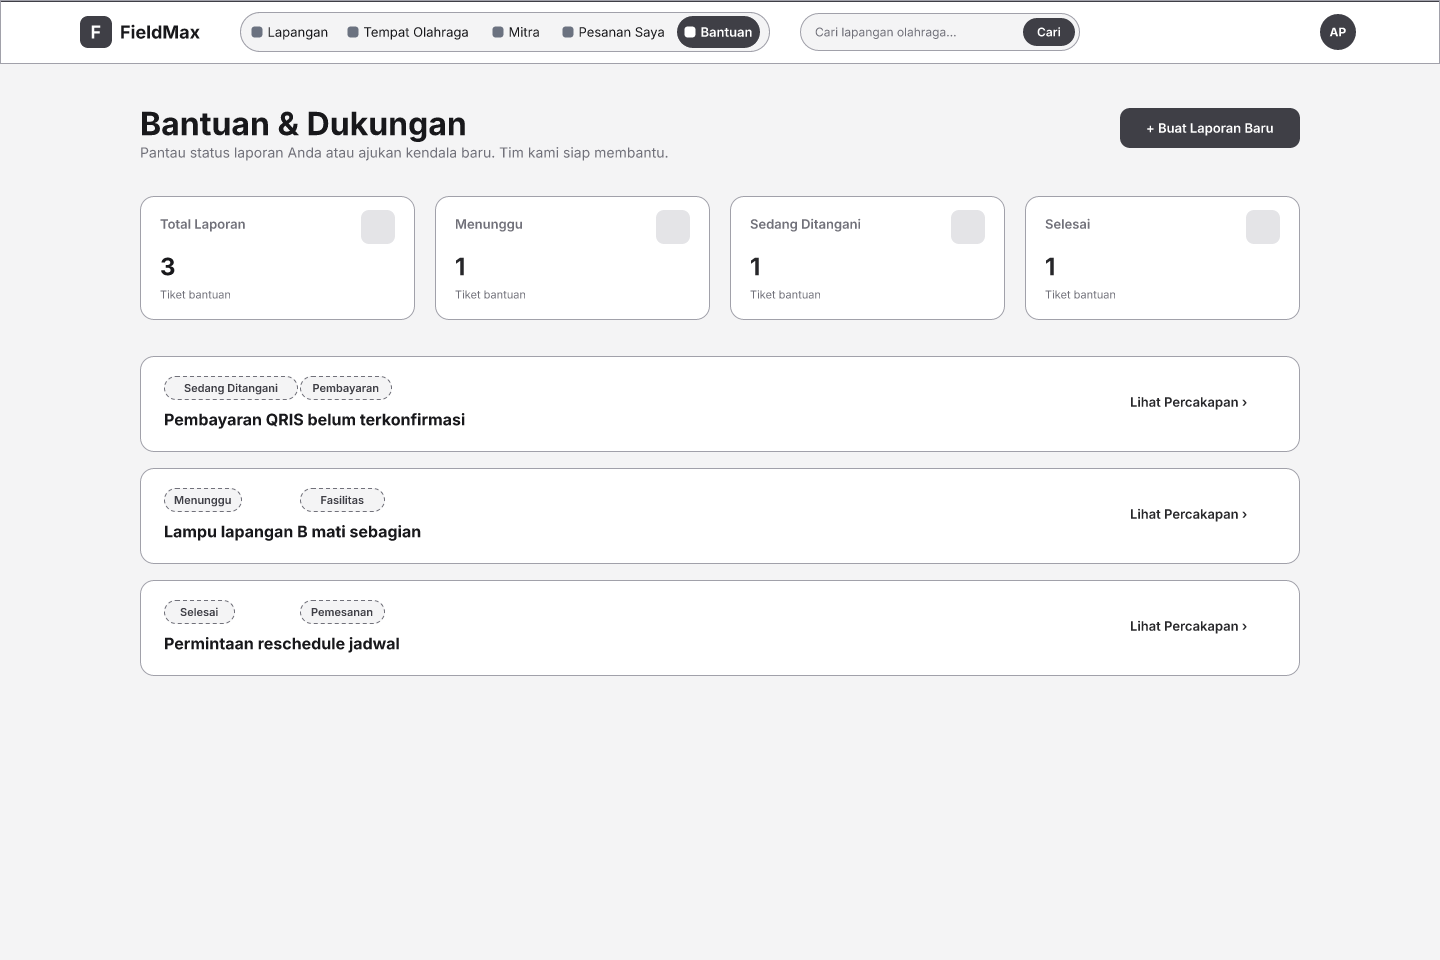 F FieldMax Lapangan Tempat Olahraga Mitra Pesanan Saya Bantuan Cari lapangan olahraga... Cari AP
Bantuan & Dukungan
+ Buat Laporan Baru
Pantau status laporan Anda atau ajukan kendala baru. Tim kami siap membantu.
Total Laporan
3
Tiket bantuan
Menunggu
1
Tiket bantuan
Sedang Ditangani
1
Tiket bantuan
Selesai
1
Tiket bantuan
Sedang Ditangani Pembayaran
Pembayaran QRIS belum terkonfirmasi
Lihat Percakapan ›
Menunggu Fasilitas
Lampu lapangan B mati sebagian
Lihat Percakapan ›
Selesai Pemesanan
Permintaan reschedule jadwal
Lihat Percakapan ›